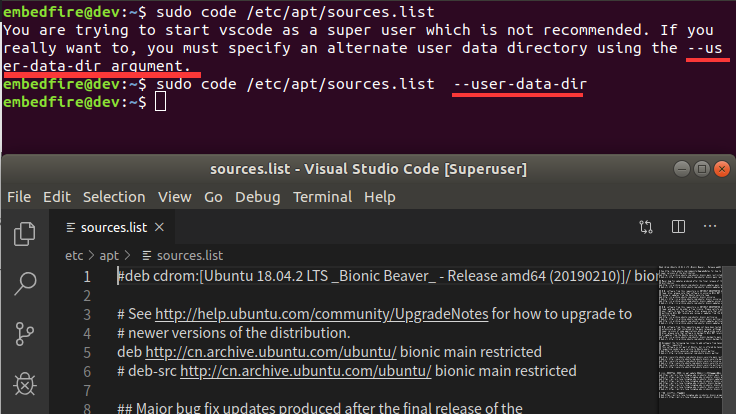 embedfire@dev:~$ sudo code /etc/apt/sources.list
You are trying to start vscode as a super user which is not recommended. If you
really want to, you must specify an alternate user data directory using the --us
er-data-dir argument.
embedfire@dev:~$ sudo code /etc/apt/sources.list  --user-data-dir
embedfire@dev:~$
sources.list - Visual Studio Code [Superuser]
File Edit Selection View Go Debug Terminal Help
sources.list
etc > apt > sources.list
1 #deb cdrom:[Ubuntu 18.04.2 LTS _Bionic Beaver_ - Release amd64 (20190210)]/ bion
2
3 # See http://help.ubuntu.com/community/UpgradeNotes for how to upgrade to
4 # newer versions of the distribution.
5 deb http://cn.archive.ubuntu.com/ubuntu/ bionic main restricted
6 # deb-src http://cn.archive.ubuntu.com/ubuntu/ bionic main restricted
7
8 ## Major bug fix updates produced after the final release of the